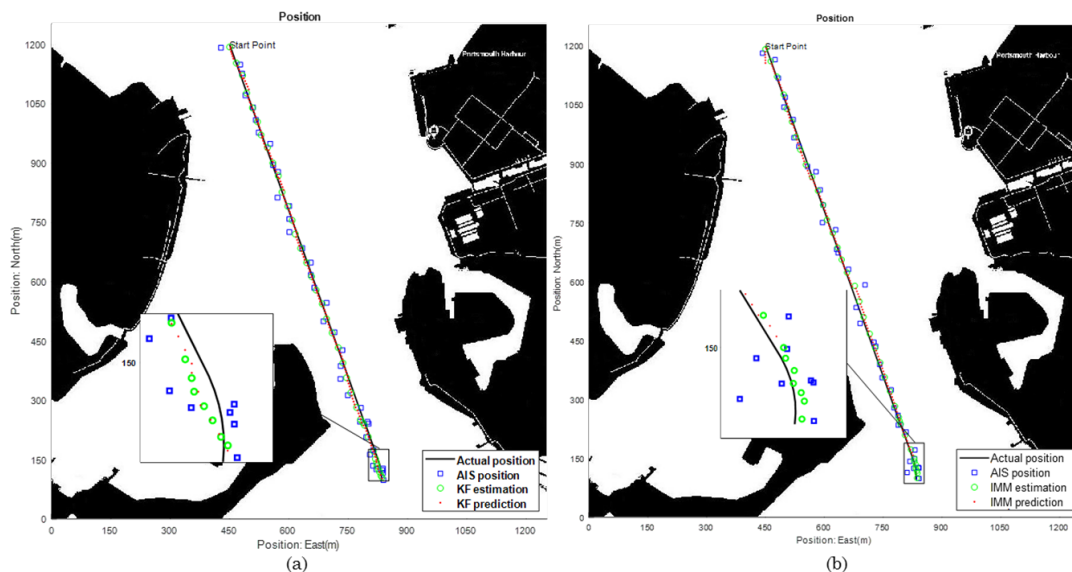 Position
1200
1050
900
750
600
450
300
150
0
Position: North(m)
Start Point
Portsmouth Harbour
150
Actual position
AIS position
KF estimation
KF prediction
0
150
300
450
600
750
900
1050
1200
Position: East(m)
(a)
Position
1200
1050
900
750
600
450
300
150
0
Position: North(m)
Start Point
Portsmouth Harbour
150
Actual position
AIS position
IMM estimation
IMM prediction
0
150
300
450
600
750
900
1050
1200
Position: East(m)
(b)